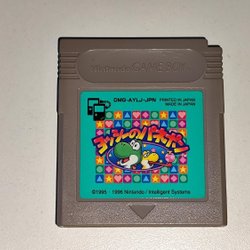 Nintendo GAME BOY
DMG-AYLJ-JPN PRINTED IN JAPAN
MADE IN JAPAN
ヨッシーのパネポン
©1995・1996 Nintendo / Intelligent Systems